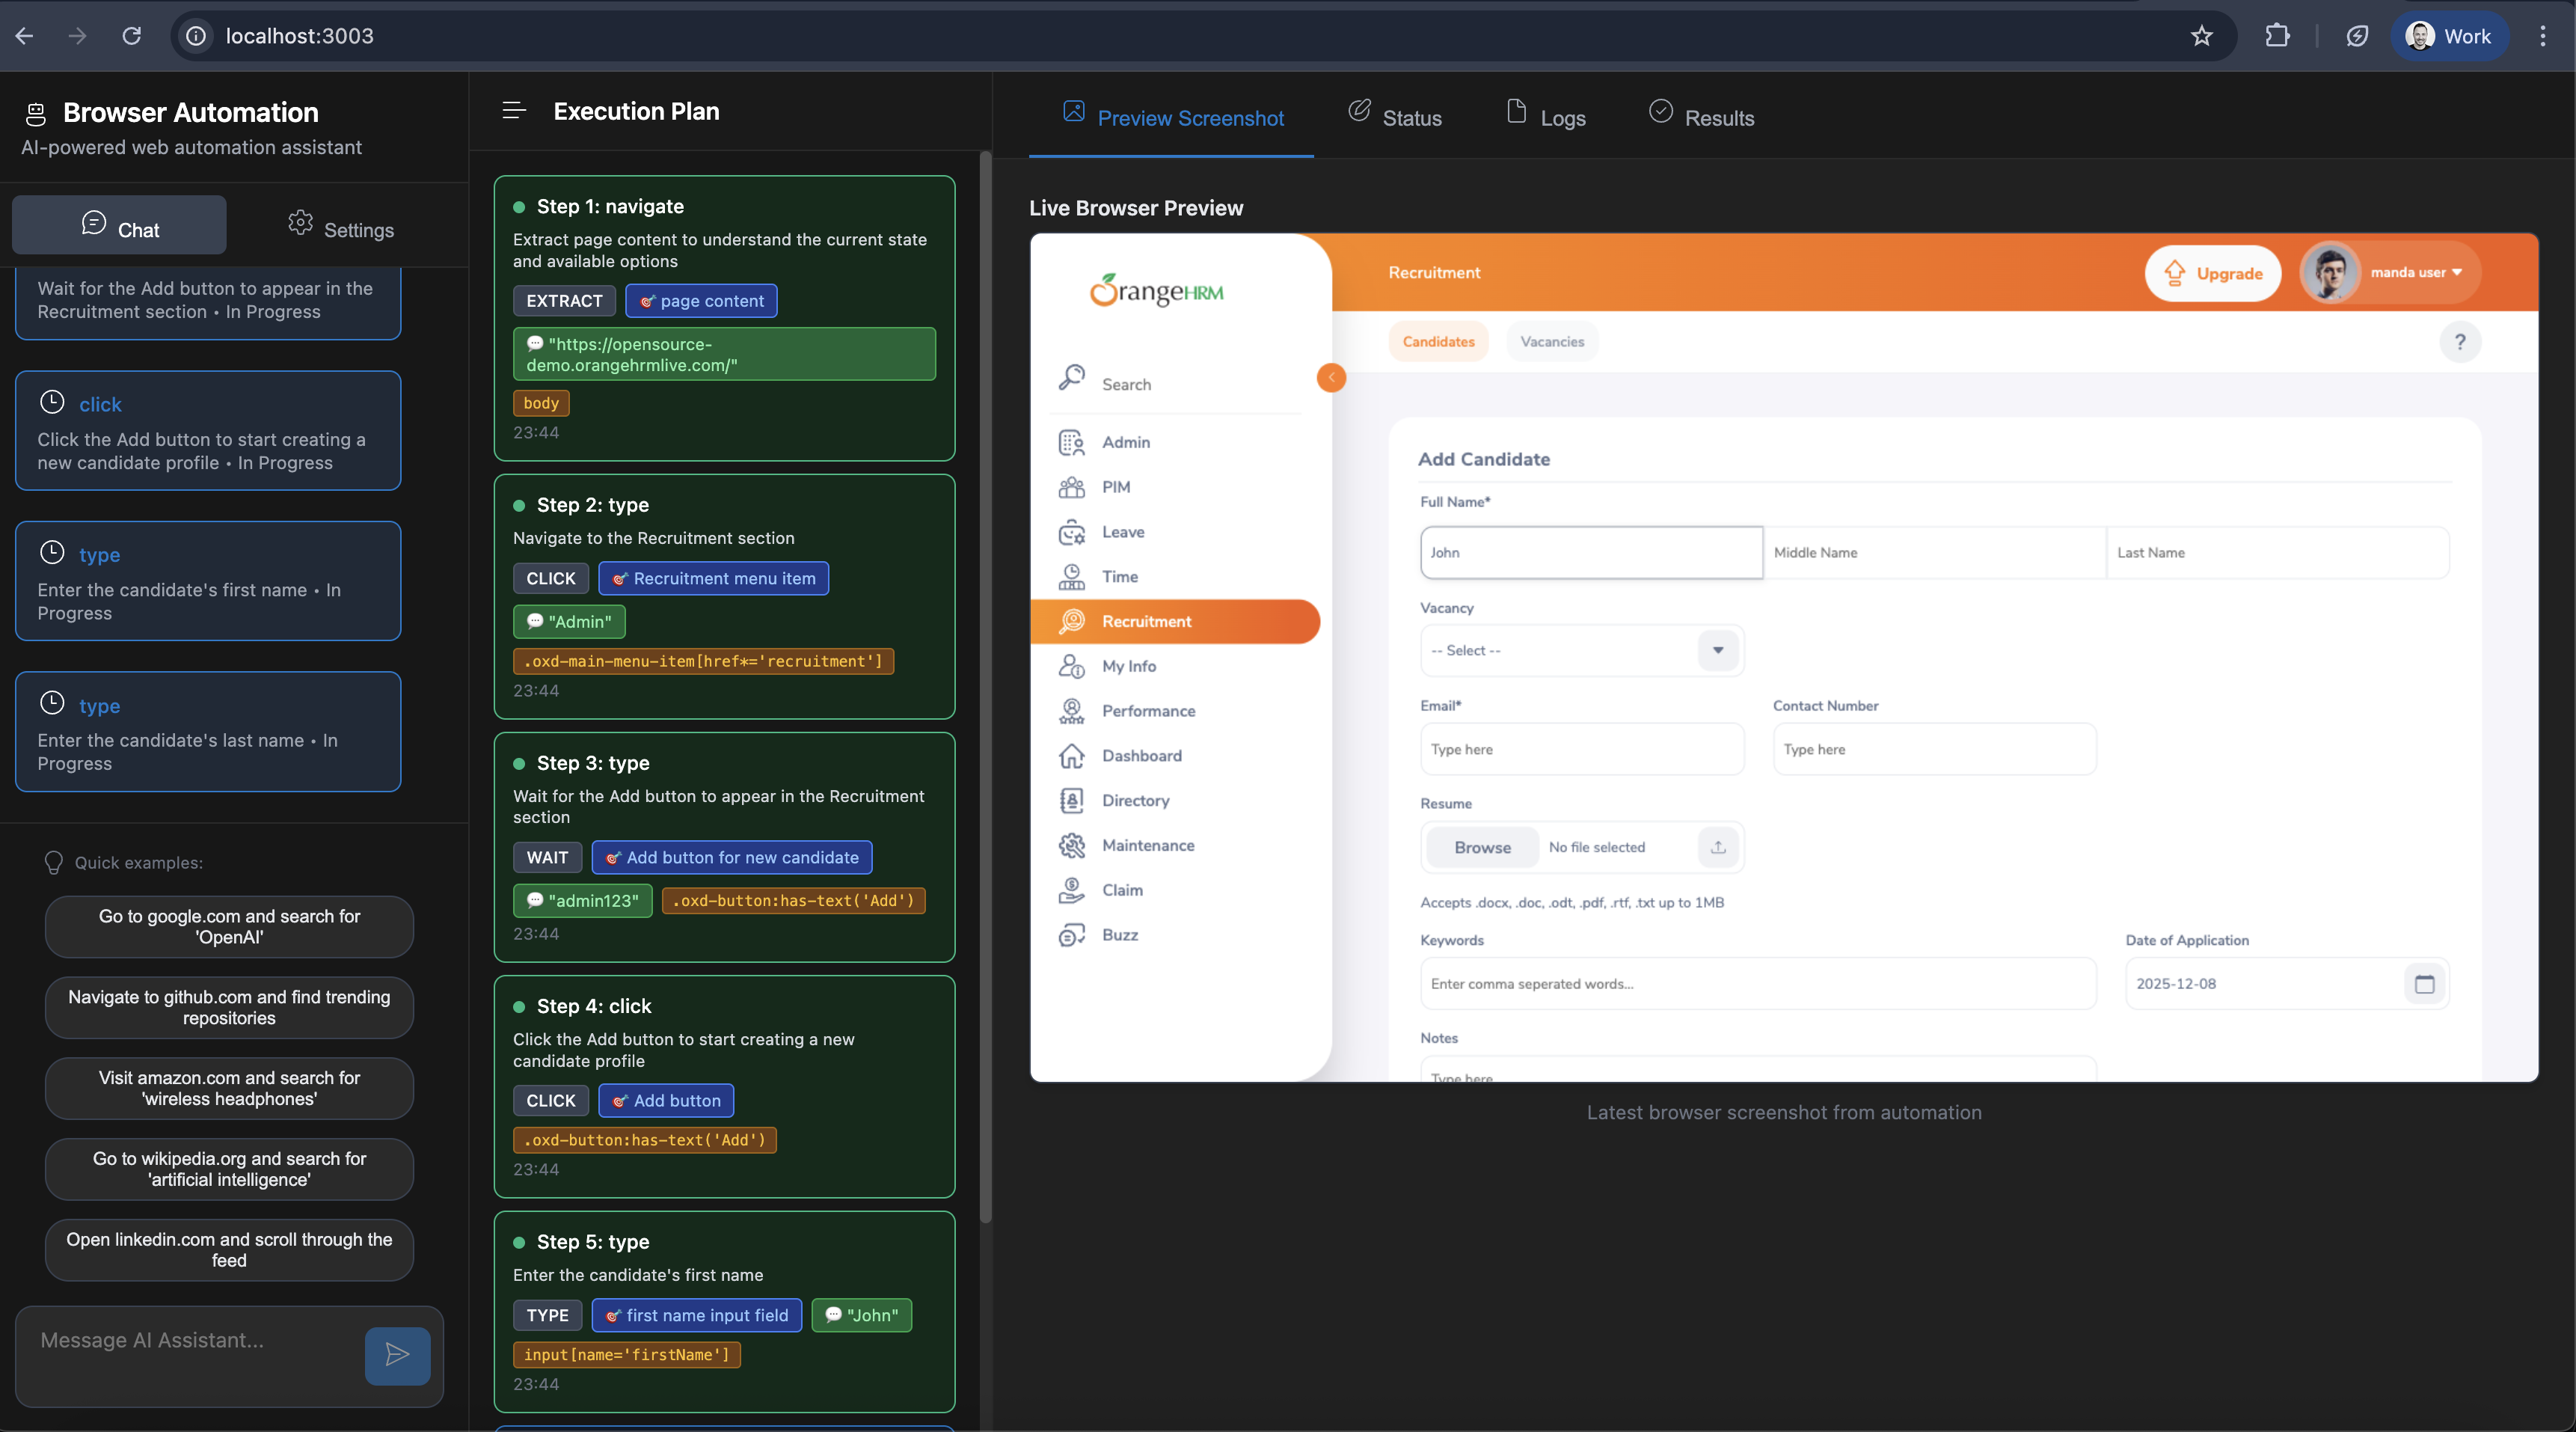 localhost:3003
Work
Browser Automation
AI-powered web automation assistant
Chat
Settings
Wait for the Add button to appear in the
Recruitment section • In Progress
click
Click the Add button to start creating a
new candidate profile • In Progress
type
Enter the candidate's first name • In
Progress
type
Enter the candidate's last name • In
Progress
Quick examples:
Go to google.com and search for
'OpenAI'
Navigate to github.com and find trending
repositories
Visit amazon.com and search for
'wireless headphones'
Go to wikipedia.org and search for
'artificial intelligence'
Open linkedin.com and scroll through the
feed
Message AI Assistant...
Execution Plan
Step 1: navigate
Extract page content to understand the current state
and available options
EXTRACT
page content
"https://opensource-
demo.orangehrmlive.com/"
body
23:44
Step 2: type
Navigate to the Recruitment section
CLICK
Recruitment menu item
"Admin"
.oxd-main-menu-item[href*='recruitment']
23:44
Step 3: type
Wait for the Add button to appear in the Recruitment
section
WAIT
Add button for new candidate
"admin123"
.oxd-button:has-text('Add')
23:44
Step 4: click
Click the Add button to start creating a new
candidate profile
CLICK
Add button
.oxd-button:has-text('Add')
23:44
Step 5: type
Enter the candidate's first name
TYPE
first name input field
"John"
input[name='firstName']
23:44
Preview Screenshot
Status
Logs
Results
Live Browser Preview
OrangeHRM
Search
Admin
PIM
Leave
Time
Recruitment
My Info
Performance
Dashboard
Directory
Maintenance
Claim
Buzz
Recruitment
Upgrade
manda user
Candidates
Vacancies
?
Add Candidate
Full Name*
John
Middle Name
Last Name
Vacancy
-- Select --
Email*
Contact Number
Type here
Type here
Resume
Browse
No file selected
Accepts .docx, .doc, .odt, .pdf, .rtf, .txt up to 1MB
Keywords
Date of Application
Enter comma seperated words...
2025-12-08
Notes
Type here
Latest browser screenshot from automation